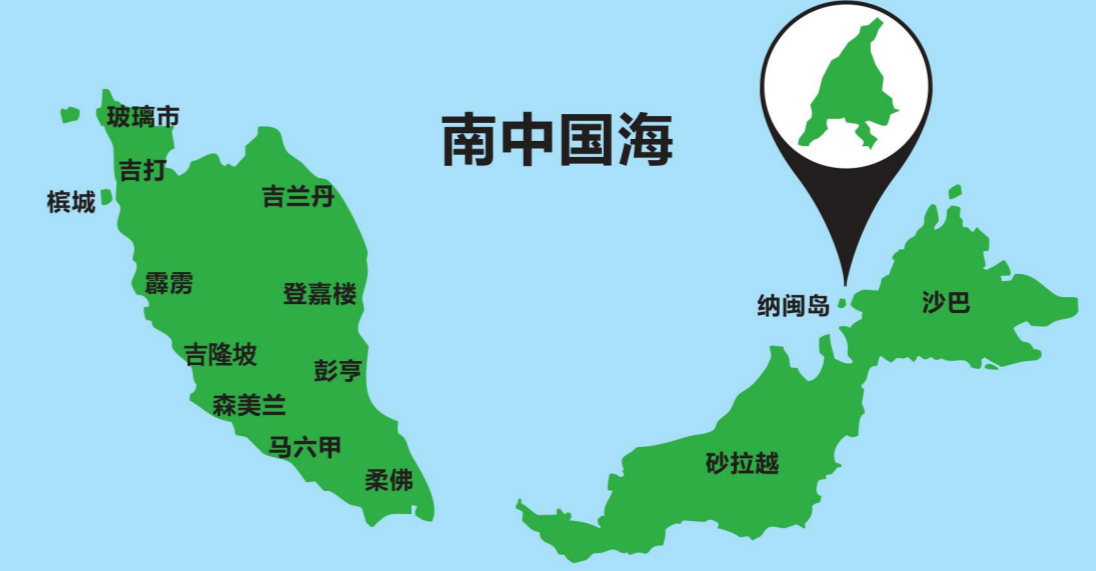 南中国海
玻璃市
吉打
槟城
吉兰丹
霹雳
登嘉楼
吉隆坡
彭亨
森美兰
马六甲
柔佛
纳闽岛
沙巴
砂拉越